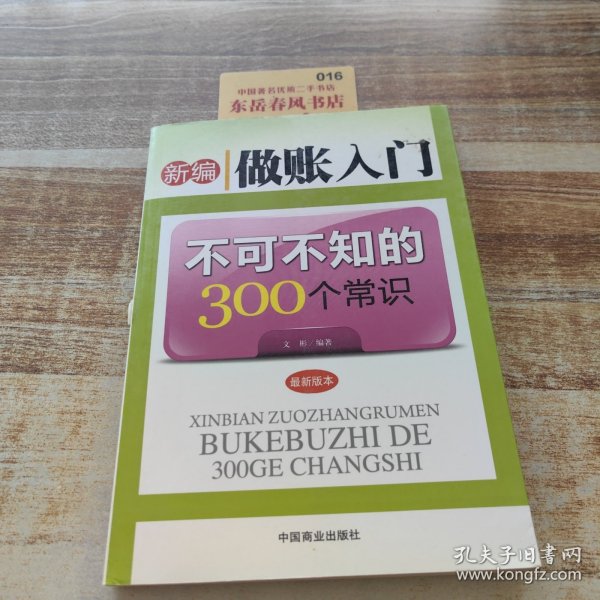 016
中国著名优质二手书店
东岳春风书店
新编
做账入门
不可不知的
300个常识
文 彬/编著
最新版本
XINBIAN ZUOZHANGRUMEN
BUKEBUZHI DE
300GE CHANGSHI
中国商业出版社
孔夫子旧书网
www.kongfz.com